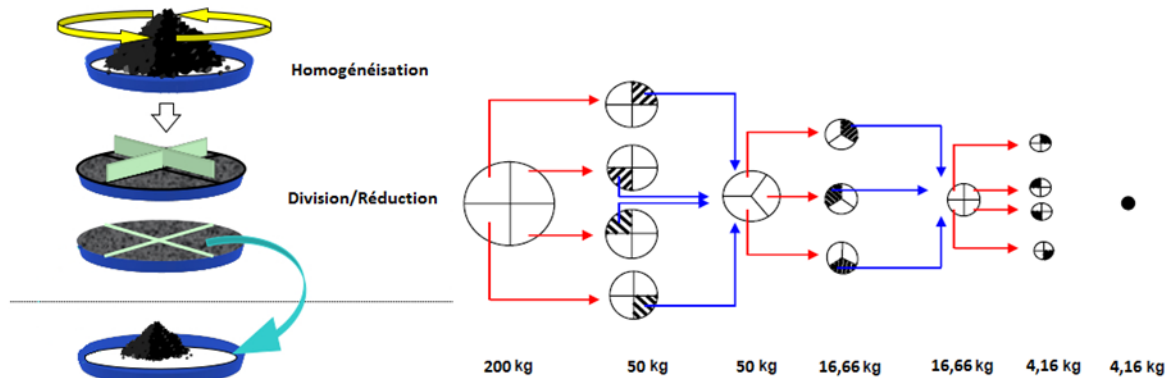 Homogénéisation
Division/Réduction
200 kg 50 kg 50 kg 16,66 kg 16,66 kg 4,16 kg 4,16 kg